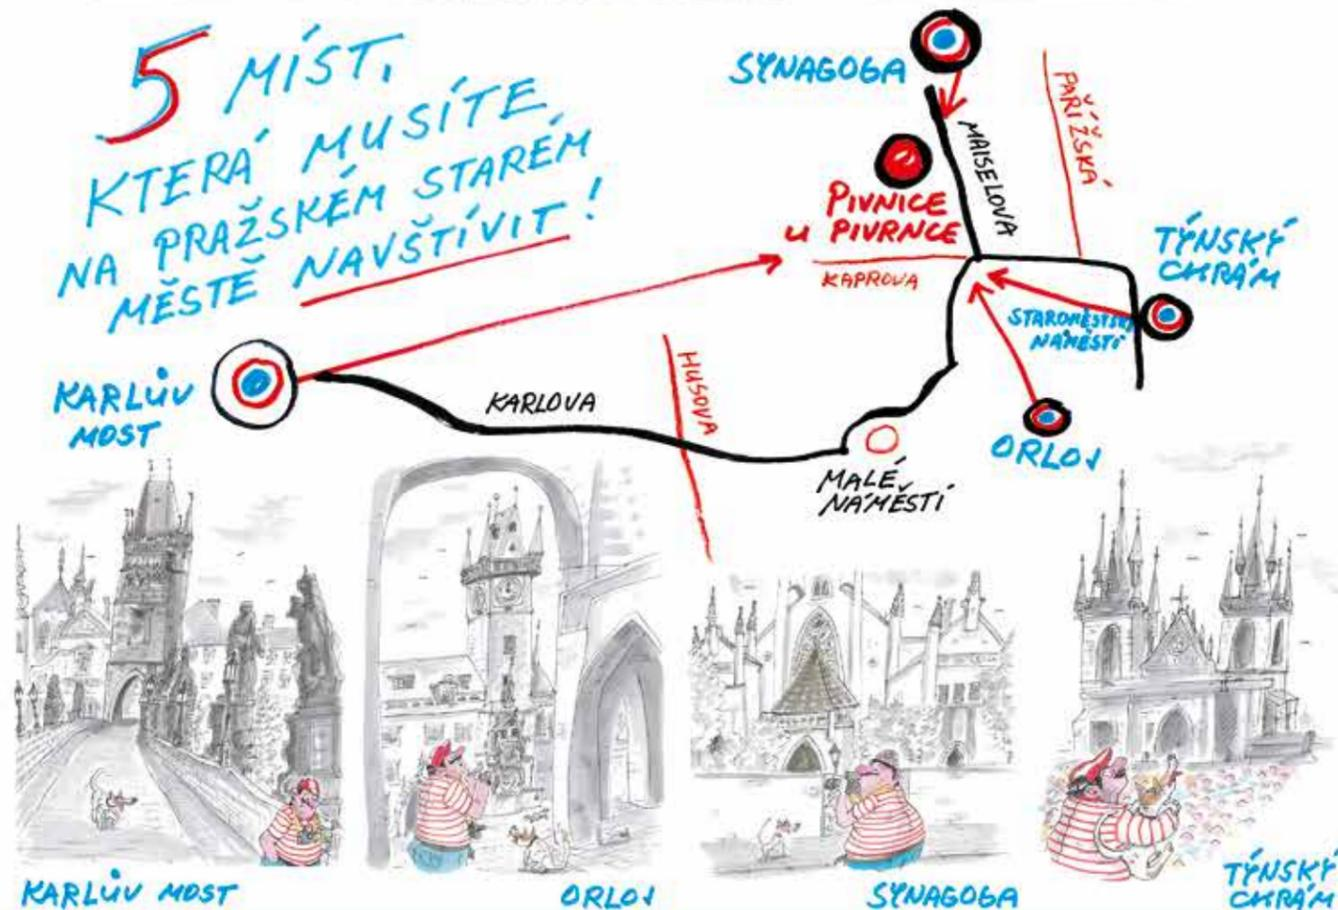 5 MÍST,
KTERÁ MUSÍTE
NA PRAŽSKÉM STARÉM
MĚSTĚ NAVŠTÍVIT!
SYNAGOGA
MAISELOVA
PAŘÍŽSKÁ
PIVNICE
U PIVRNCE
KAPROVA
TÝNSKÝ
CHRÁM
STAROMĚSTSKÉ
NÁMĚSTÍ
KARLŮV
MOST
KARLOVA
HUSOVA
MALÉ
NÁMĚSTÍ
ORLOJ
KARLŮV MOST
ORLOJ
SYNAGOGA
TÝNSKÝ
CHRÁM